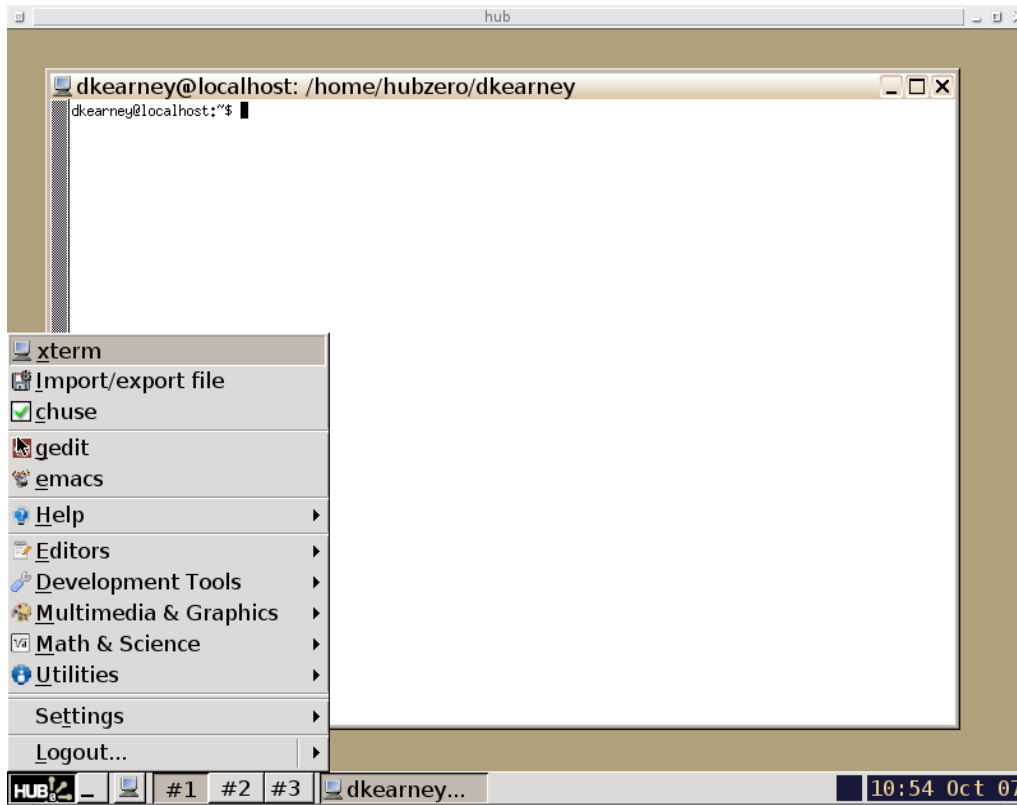 hub
dkearney@localhost: /home/hubzero/dkearney
dkearney@localhost:~$
xterm
Import/export file
chuse
gedit
emacs
Help
Editors
Development Tools
Multimedia & Graphics
√a Math & Science
Utilities
Settings
Logout...
HUB #1 #2 #3 dkearney... 10:54 Oct 07